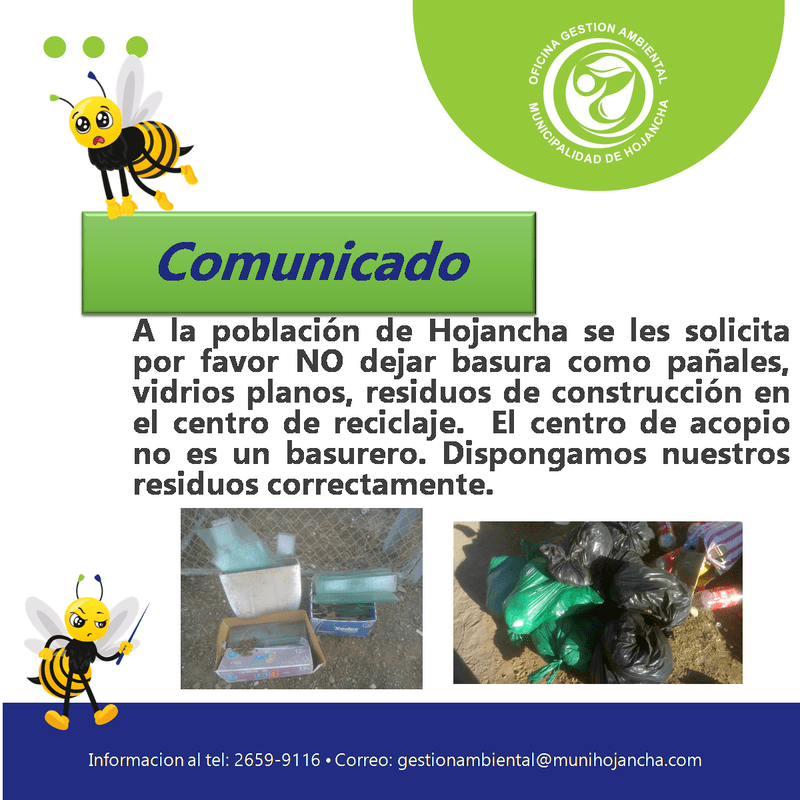 OFICINA GESTION AMBIENTAL
MUNICIPALIDAD DE HOJANCHA
Comunicado
A la población de Hojancha se les solicita
por favor NO dejar basura como pañales,
vidrios planos, residuos de construcción en
el centro de reciclaje. El centro de acopio
no es un basurero. Dispongamos nuestros
residuos correctamente.
Informacion al tel: 2659-9116 • Correo: gestionambiental@munihojancha.com